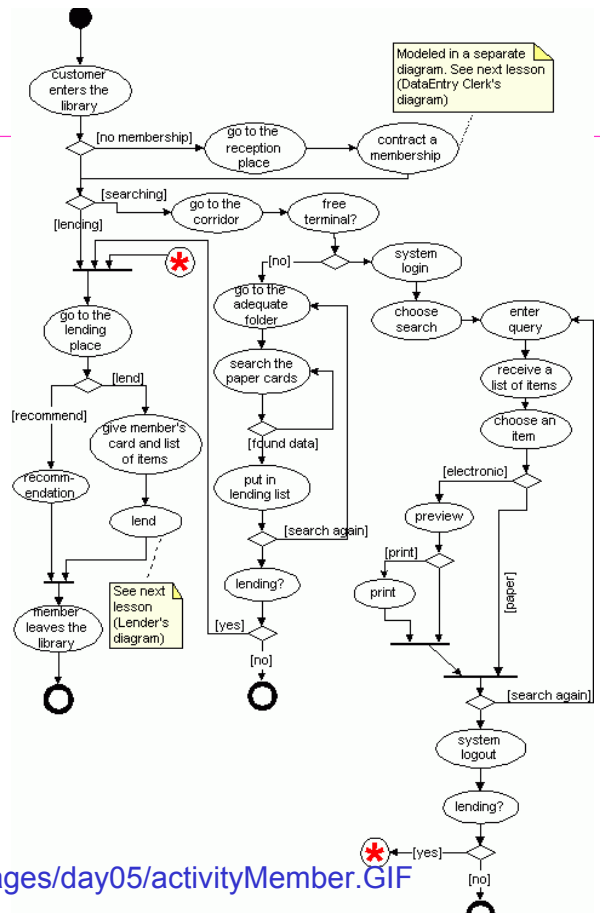 customer
enters the
library
Modeled in a separate
diagram. See next lesson
(DataEntry Clerk's
diagram)
[no membership]
go to the
reception
place
contract a
membership
[searching]
go to the
corridor
free
terminal?
[lending]
[no]
system
login
go to the
adequate
folder
choose
search
enter
query
go to the
lending
place
search the
paper cards
receive a
list of items
[lend]
[recommend]
give member's
card and list
of items
[found data]
choose an
item
recomm-
endation
put in
lending list
[electronic]
lend
preview
[search again]
[print]
[paper]
See next
lesson
(Lender's
diagram)
lending?
print
member
leaves the
library
[yes]
[no]
[search again]
system
logout
lending?
[yes]
[no]
ages/day05/activityMember.GIF